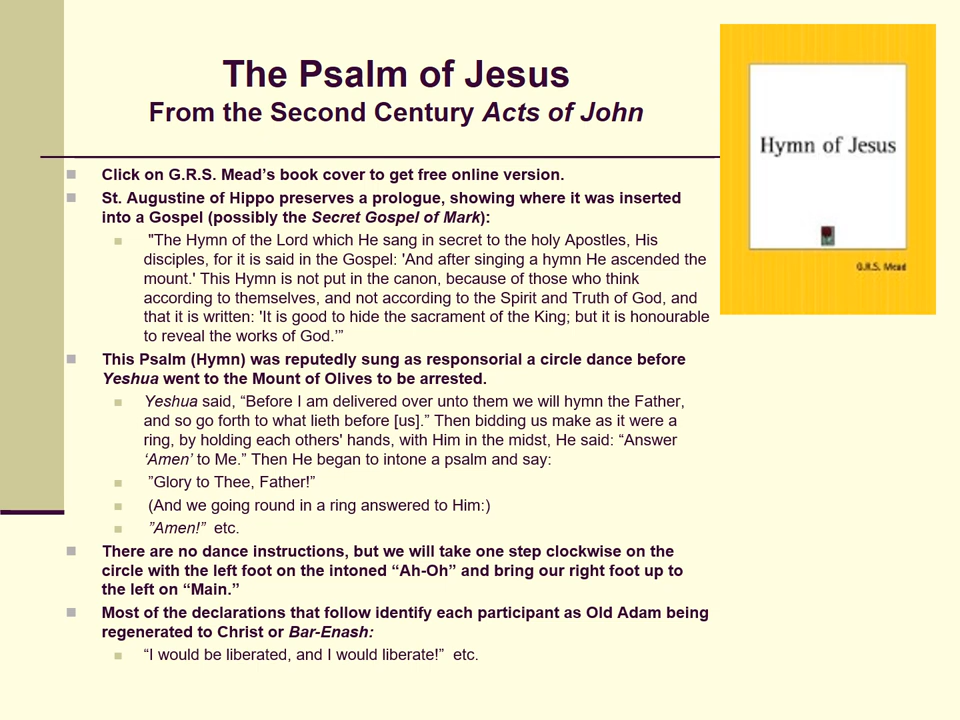 The Psalm of Jesus
From the Second Century Acts of John
Hymn of Jesus
G.R.S. Mead
Click on G.R.S. Mead's book cover to get free online version.
St. Augustine of Hippo preserves a prologue, showing where it was inserted
into a Gospel (possibly the Secret Gospel of Mark):
"The Hymn of the Lord which He sang in secret to the holy Apostles, His
disciples, for it is said in the Gospel: 'And after singing a hymn He ascended the
mount.' This Hymn is not put in the canon, because of those who think
according to themselves, and not according to the Spirit and Truth of God, and
that it is written: 'It is good to hide the sacrament of the King; but it is honourable
to reveal the works of God.'”
This Psalm (Hymn) was reputedly sung as responsorial a circle dance before
Yeshua went to the Mount of Olives to be arrested.
Yeshua said, “Before I am delivered over unto them we will hymn the Father,
and so go forth to what lieth before [us].” Then bidding us make as it were a
ring, by holding each others' hands, with Him in the midst, He said: “Answer
‘Amen’ to Me.” Then He began to intone a psalm and say:
”Glory to Thee, Father!”
(And we going round in a ring answered to Him:)
”Amen!” etc.
There are no dance instructions, but we will take one step clockwise on the
circle with the left foot on the intoned “Ah-Oh” and bring our right foot up to
the left on “Main.”
Most of the declarations that follow identify each participant as Old Adam being
regenerated to Christ or Bar-Enash:
“I would be liberated, and I would liberate!” etc.